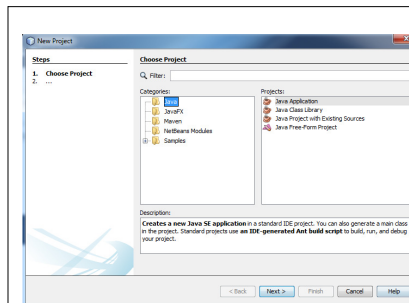 New Project
Steps
1. Choose Project
2. ...
Choose Project
Filter:
Categories:
Java
JavaFX
Maven
NetBeans Modules
Samples
Projects:
Java Application
Java Class Library
Java Project with Existing Sources
Java Free-Form Project
Description:
Creates a new Java SE application in a standard IDE project. You can also generate a main class
in the project. Standard projects use an IDE-generated Ant build script to build, run, and debug
your project.
< Back
Next >
Finish
Cancel
Help